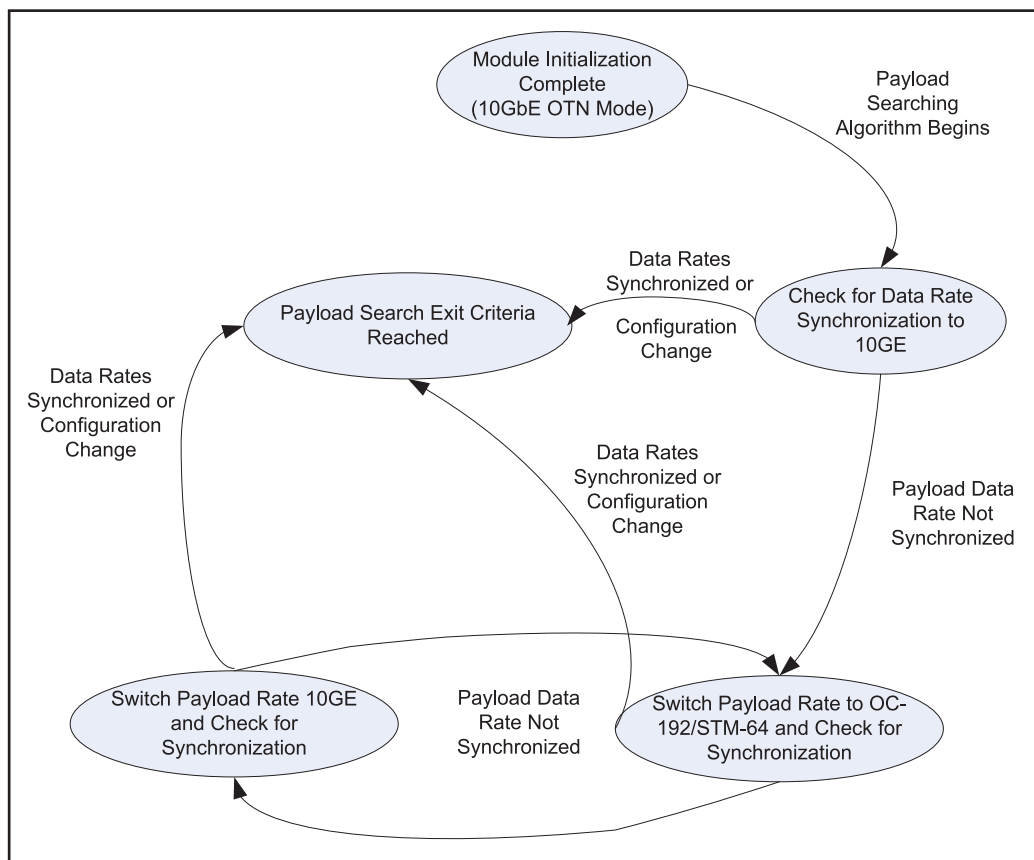 Module Initialization
Complete
(10GbE OTN Mode)
Payload
Searching
Algorithm Begins
Data Rates
Synchronized or
Configuration
Change
Check for Data Rate
Synchronization to
10GE
Payload Search Exit Criteria
Reached
Data Rates
Synchronized or
Configuration
Change
Data Rates
Synchronized or
Configuration
Change
Payload Data
Rate Not
Synchronized
Switch Payload Rate 10GE
and Check for
Synchronization
Payload Data
Rate Not
Synchronized
Switch Payload Rate to OC-
192/STM-64 and Check for
Synchronization